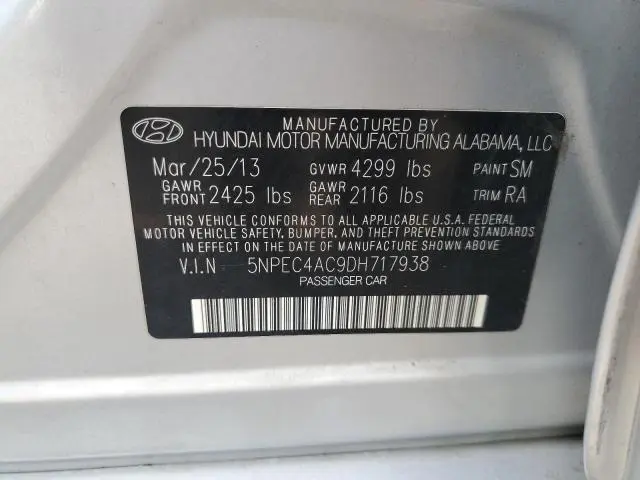 MANUFACTURED BY
HYUNDAI MOTOR MANUFACTURING ALABAMA, LLC
Mar/25/13 GVWR 4299 lbs PAINT SM
GAWR FRONT 2425 lbs GAWR REAR 2116 lbs TRIM RA
THIS VEHICLE CONFORMS TO ALL APPLICABLE U.S.A. FEDERAL
MOTOR VEHICLE SAFETY, BUMPER, AND THEFT PREVENTION STANDARDS
IN EFFECT ON THE DATE OF MANUFACTURE SHOWN ABOVE
V.I.N 5NPEC4AC9DH717938
PASSENGER CAR